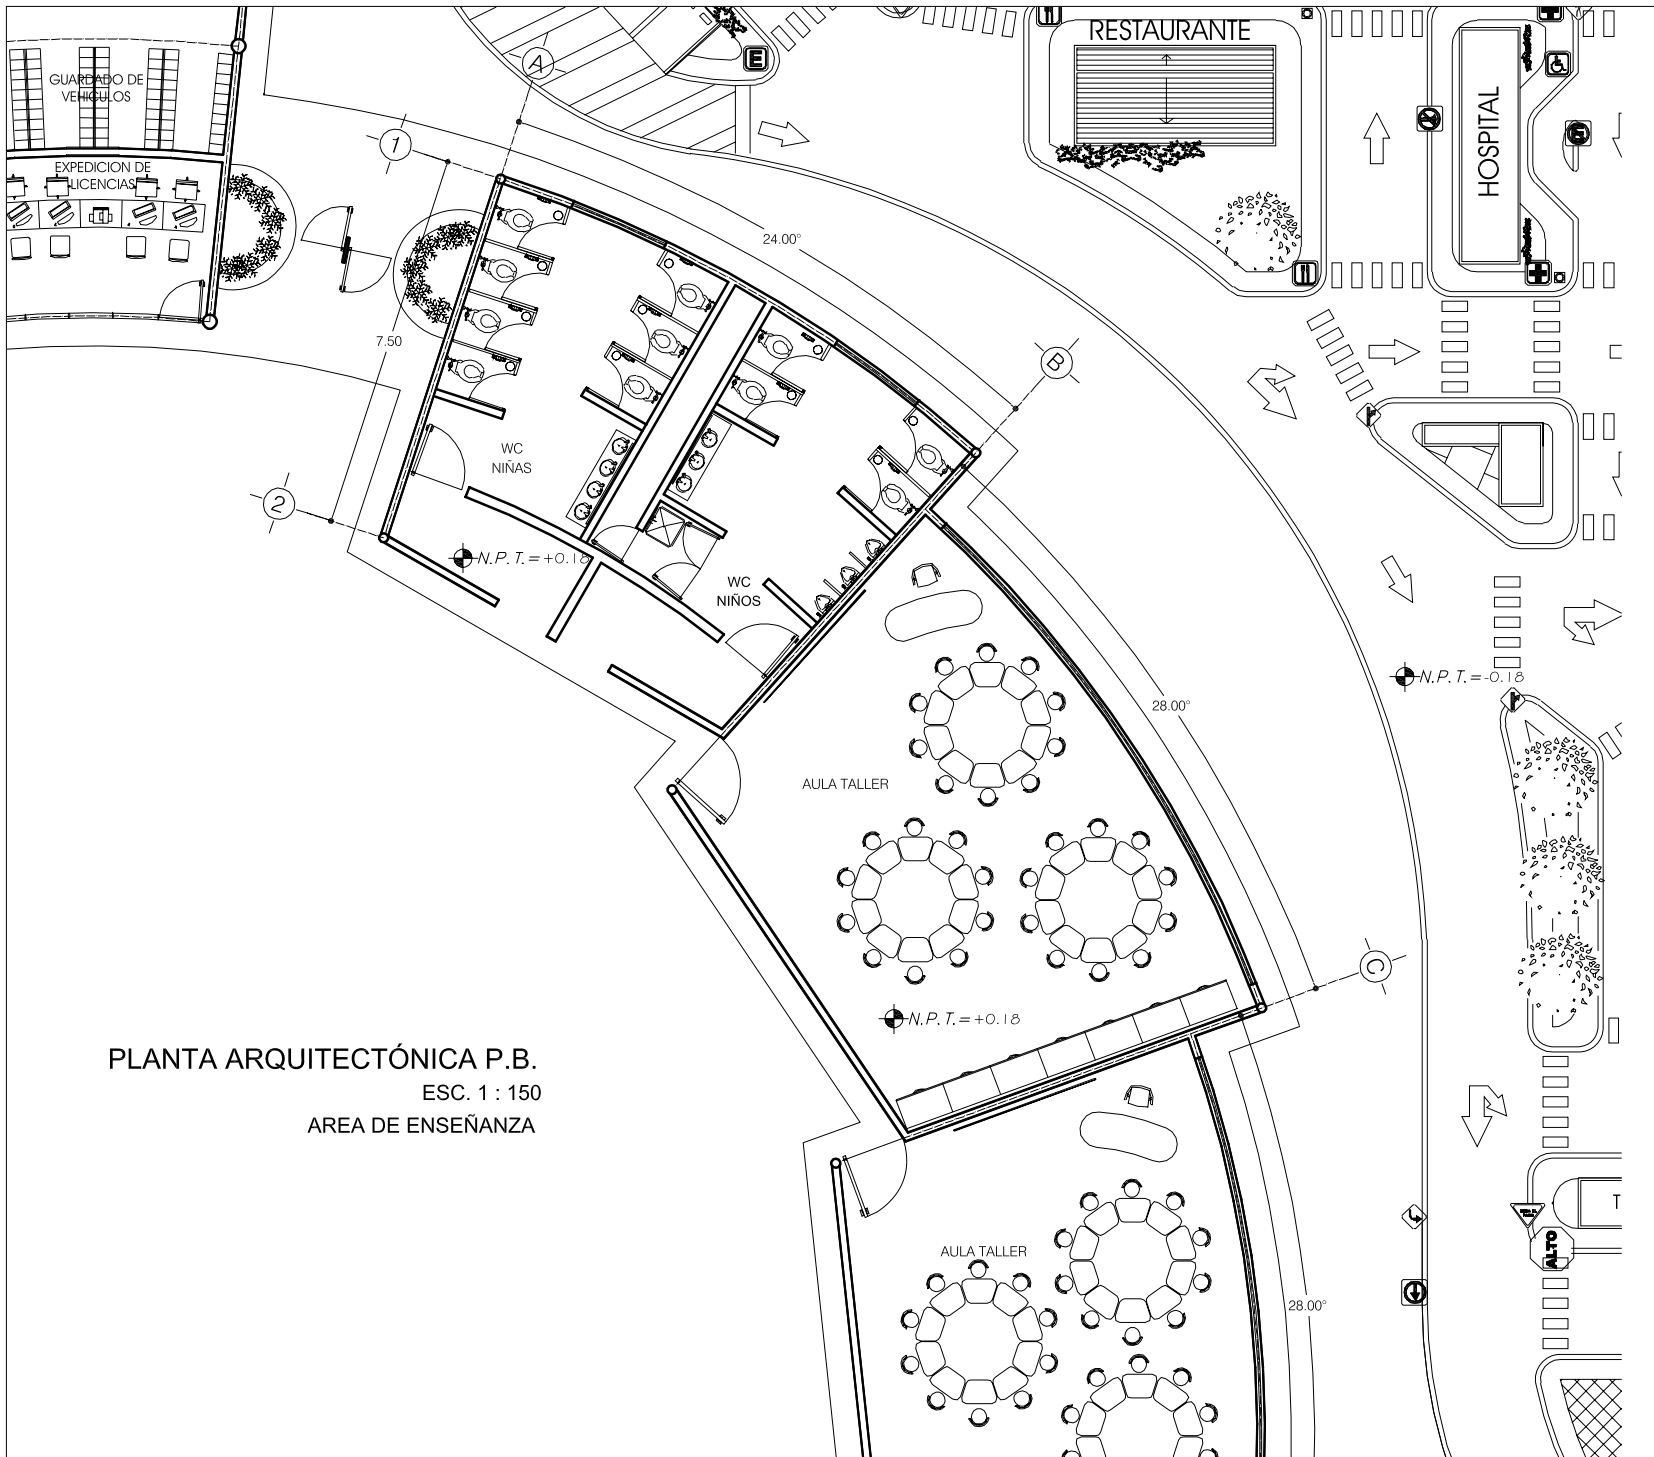 RESTAURANTE
E
A
GUARDADO DE
VEHICULOS
1
EXPEDICION DE
LICENCIAS
HOSPITAL
24.00°
7.50
B
WC
NIÑAS
2
N.P.T.=+0.18
WC
NIÑOS
N.P.T.=-0.18
28.00°
AULA TALLER
C
N.P.T.=+0.18
PLANTA ARQUITECTÓNICA P.B.
ESC. 1 : 150
AREA DE ENSEÑANZA
T
ALTO
AULA TALLER
28.00°